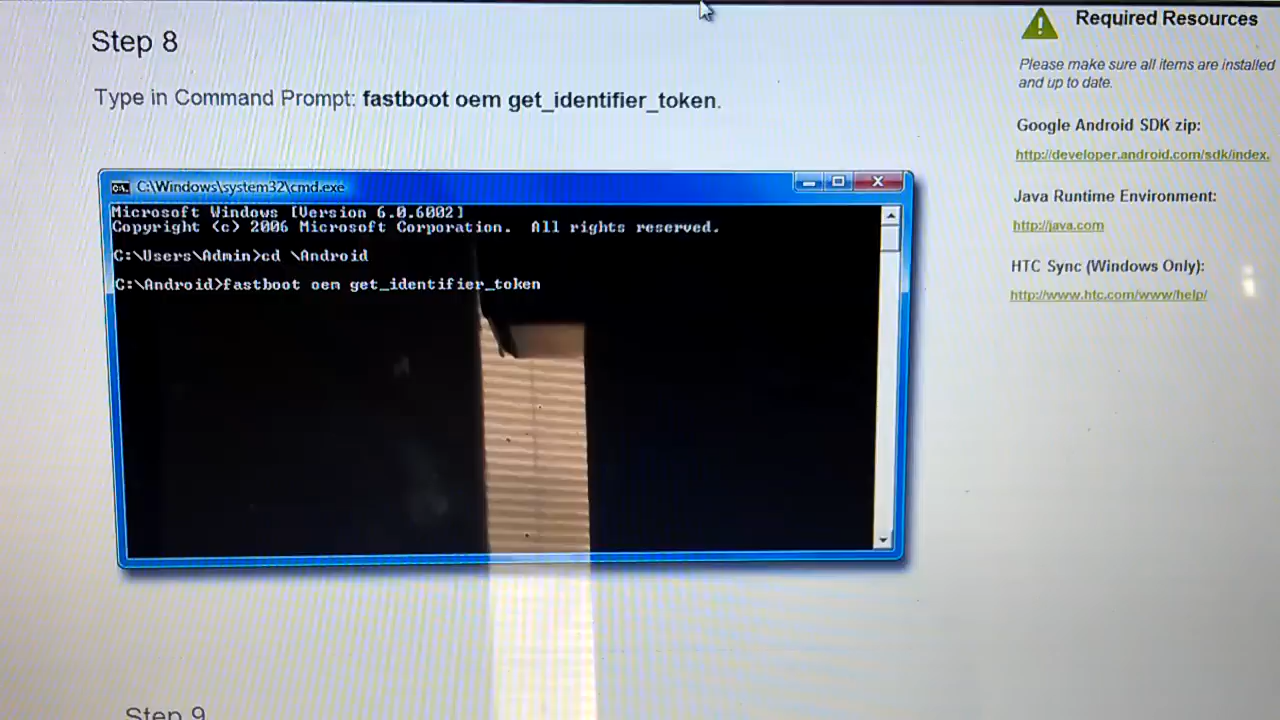 Step 8
Type in Command Prompt: fastboot oem get_identifier_token.
C:\Windows\system32\cmd.exe
Microsoft Windows [Version 6.0.6002]
Copyright (c) 2006 Microsoft Corporation. All rights reserved.
C:\Users\Admin>cd \Android
C:\Android>fastboot oem get_identifier_token
Step 9
Required Resources
Please make sure all items are installed
and up to date.
Google Android SDK zip:
http://developer.android.com/sdk/index.
Java Runtime Environment:
http://java.com
HTC Sync (Windows Only):
http://www.htc.com/www/help/